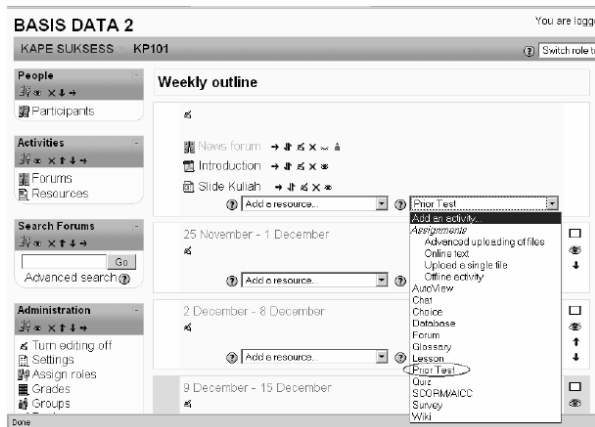 BASIS DATA 2
You are logg
KAPE SUKSESS KP101
Switch role t
People
Participants
Activities
Forums
Resources
Search Forums
Go
Advanced search
Administration
Turn editing off
Settings
Assign roles
Grades
Groups
Weekly outline
News forum
Introduction
Slide Kuliah
Add a resource...
Prior Test
25 November - 1 December
Add a resource...
2 December - 8 December
Add a resource...
9 December - 15 December
Add an activity...
Assignments
Advanced uploading of files
Online text
Upload a single file
Offline activity
AutoView
Chat
Choice
Database
Forum
Glossary
Lesson
Prior Test
Quiz
SCORM/AICC
Survey
Wiki
Done